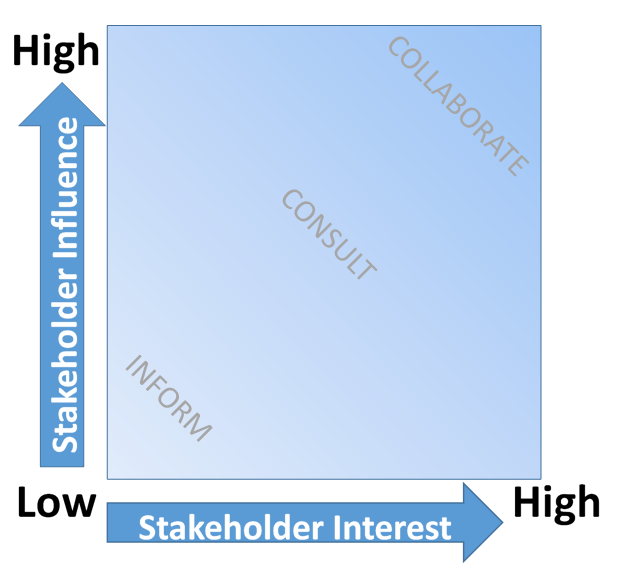 High
COLLABORATE
Stakeholder Influence
CONSULT
INFORM
Low
High
Stakeholder Interest